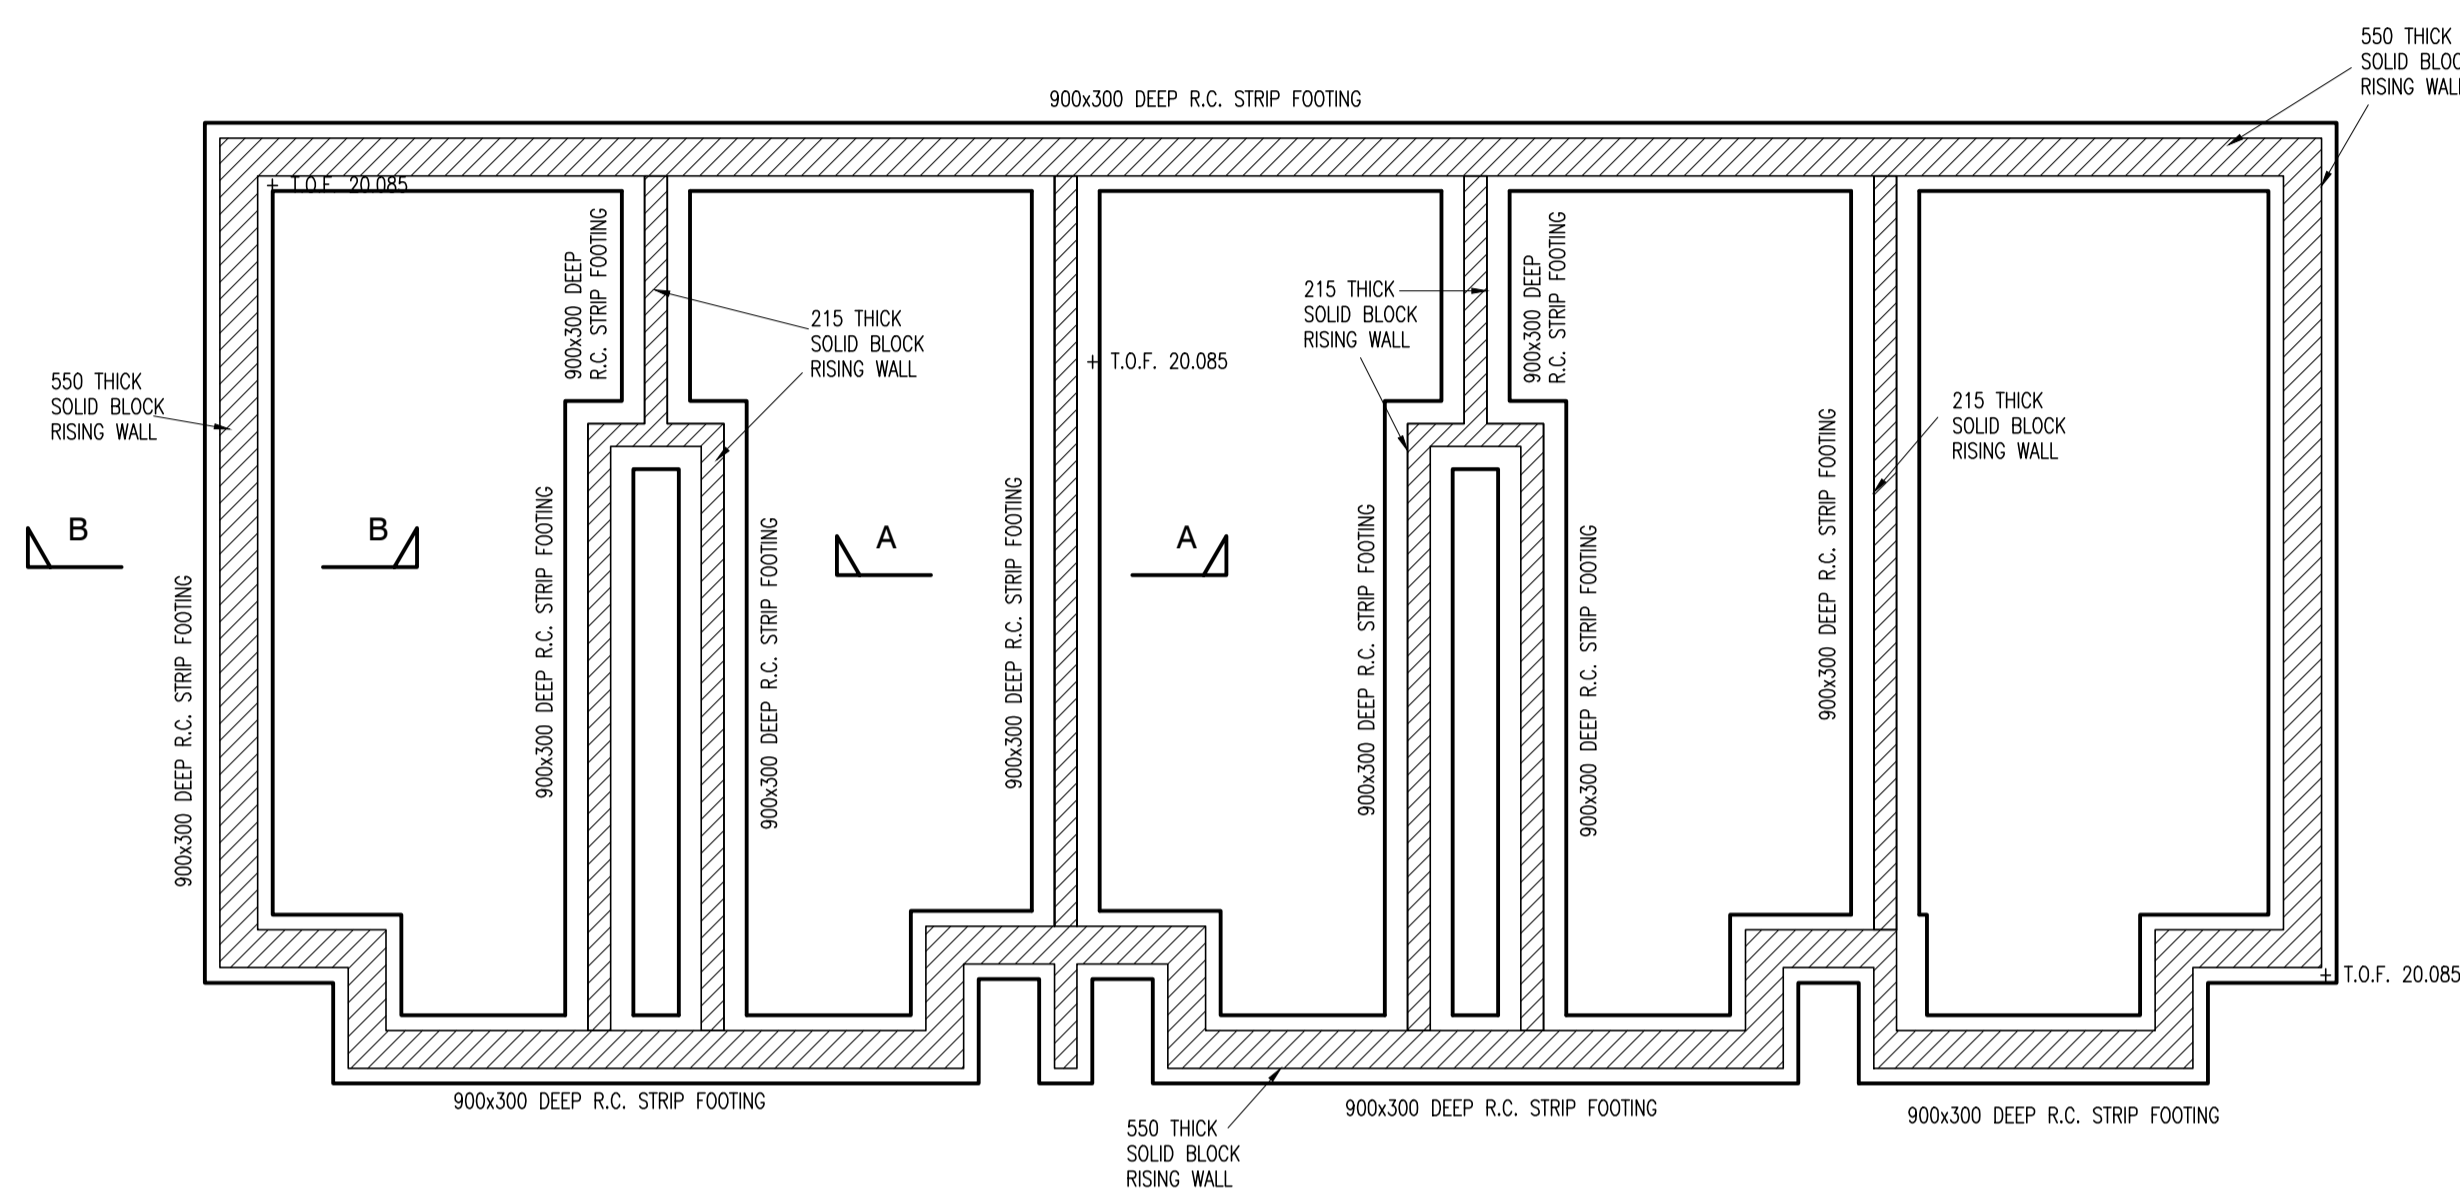 550 THICK
SOLID BLOC
RISING WALL
900x300 DEEP R.C. STRIP FOOTING
+ T.O.F. 20.085
900x300 DEEP
R.C. STRIP FOOTING
215 THICK
SOLID BLOCK
RISING WALL
+ T.O.F. 20.085
215 THICK
SOLID BLOCK
RISING WALL
900x300 DEEP
R.C. STRIP FOOTING
550 THICK
SOLID BLOCK
RISING WALL
215 THICK
SOLID BLOCK
RISING WALL
B
B
A
A
900x300 DEEP R.C. STRIP FOOTING
900x300 DEEP R.C. STRIP FOOTING
900x300 DEEP R.C. STRIP FOOTING
900x300 DEEP R.C. STRIP FOOTING
900x300 DEEP R.C. STRIP FOOTING
900x300 DEEP R.C. STRIP FOOTING
900x300 DEEP R.C. STRIP FOOTING
+ T.O.F. 20.085
900x300 DEEP R.C. STRIP FOOTING
900x300 DEEP R.C. STRIP FOOTING
900x300 DEEP R.C. STRIP FOOTING
550 THICK
SOLID BLOCK
RISING WALL